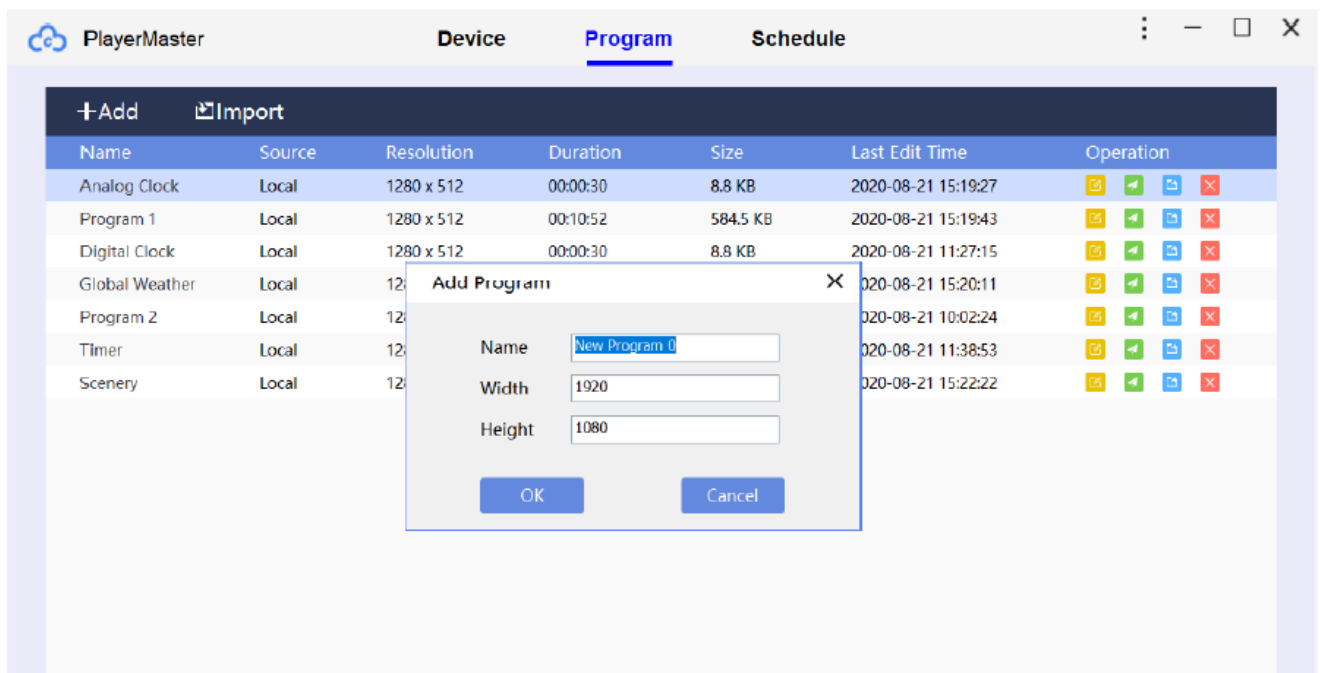 PlayerMaster Device Program Schedule
Add Import
Name Source Resolution Duration Size Last Edit Time Operation
Analog Clock Local 1280 x 512 00:00:30 8.8 KB 2020-08-21 15:19:27
Program 1 Local 1280 x 512 00:10:52 584.5 KB 2020-08-21 15:19:43
Digital Clock Local 1280 x 512 00:00:30 8.8 KB 2020-08-21 11:27:15
Global Weather Local 12 020-08-21 15:20:11
Program 2 Local 12 020-08-21 10:02:24
Timer Local 12 020-08-21 11:38:53
Scenery Local 12 020-08-21 15:22:22
Add Program
Name New Program 0
Width 1920
Height 1080
OK Cancel